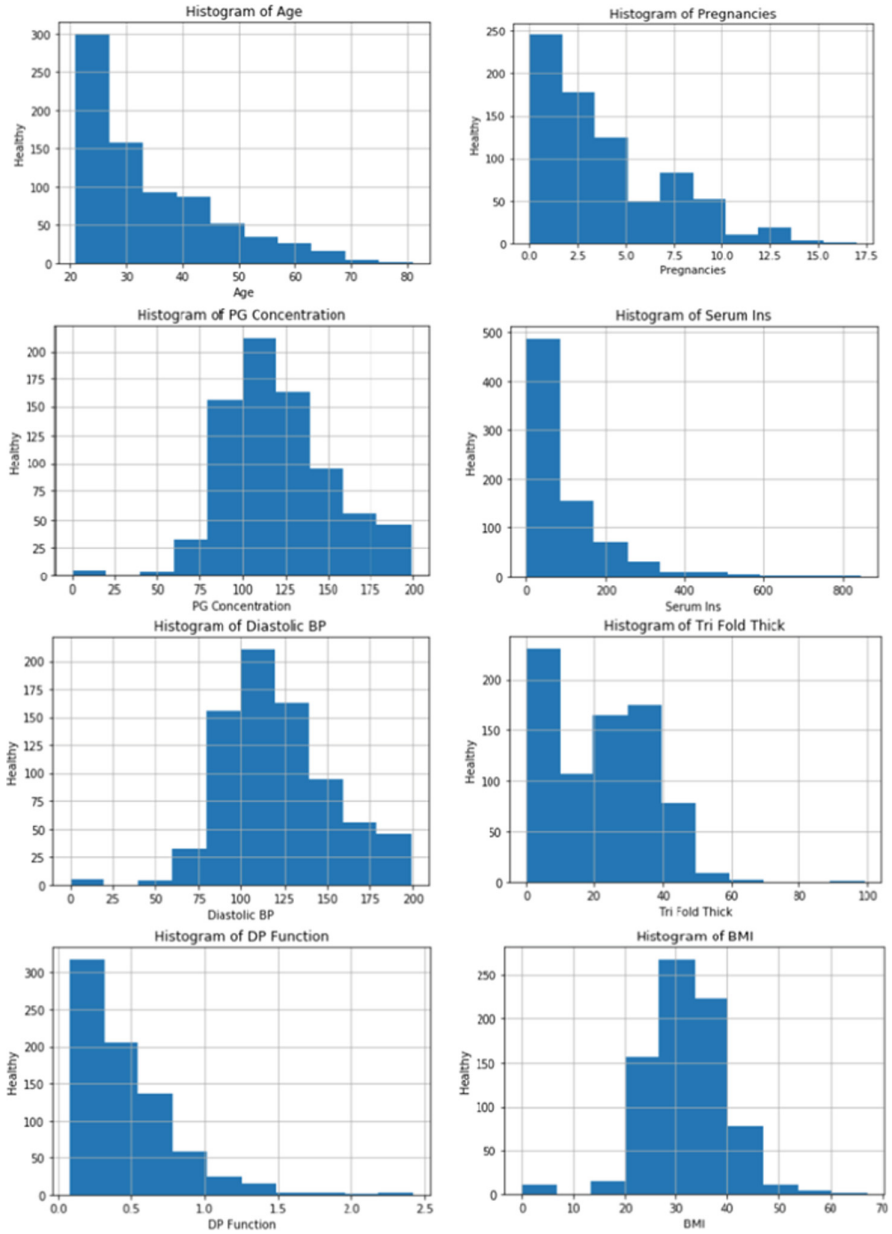 Histogram of Age
300
250
200
150
100
50
0
Healthy
20 30 40 50 60 70 80
Age
Histogram of Pregnancies
250
200
150
100
50
0
Healthy
0.0 2.5 5.0 7.5 10.0 12.5 15.0 17.5
Pregnancies
Histogram of PG Concentration
200
175
150
125
100
75
50
25
0
Healthy
0 25 50 75 100 125 150 175 200
PG Concentration
Histogram of Serum Ins
500
400
300
200
100
0
Healthy
0 200 400 600 800
Serum Ins
Histogram of Diastolic BP
200
175
150
125
100
75
50
25
0
Healthy
0 25 50 75 100 125 150 175 200
Diastolic BP
Histogram of Tri Fold Thick
200
150
100
50
0
Healthy
0 20 40 60 80 100
Tri Fold Thick
Histogram of DP Function
300
250
200
150
100
50
0
Healthy
0.0 0.5 1.0 1.5 2.0 2.5
DP Function
Histogram of BMI
250
200
150
100
50
0
Healthy
0 10 20 30 40 50 60 70
BMI